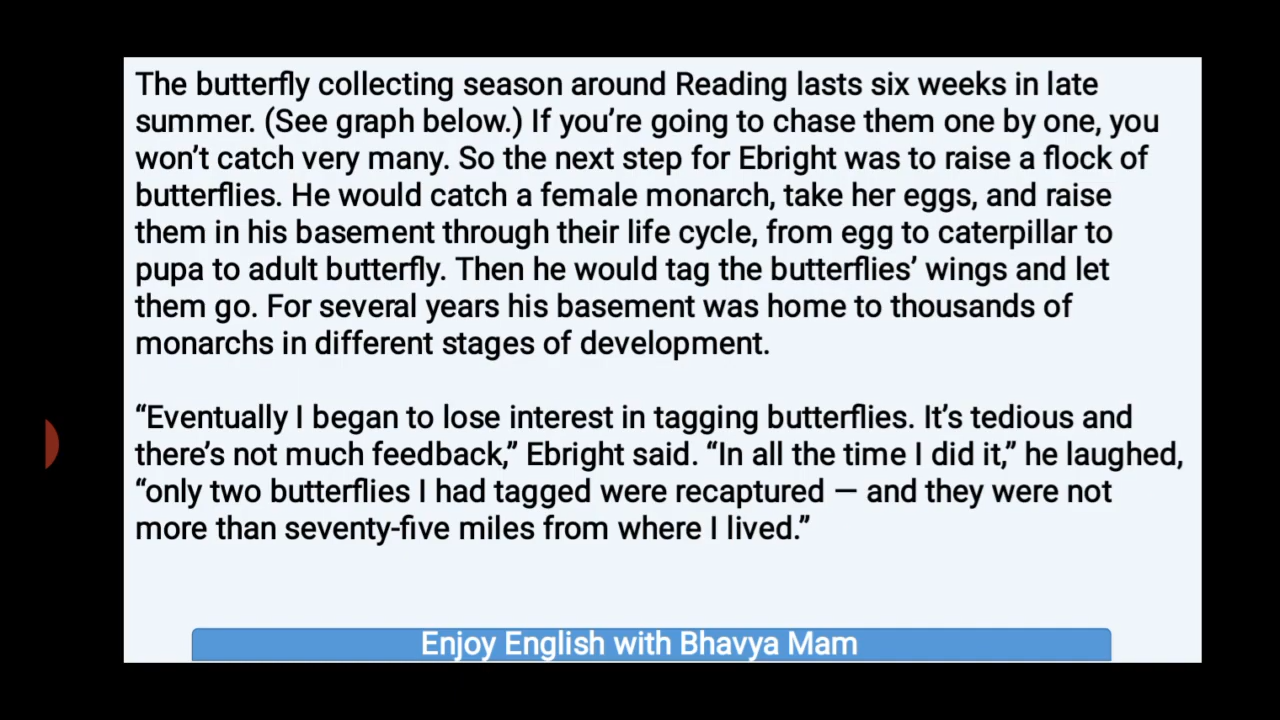 The butterfly collecting season around Reading lasts six weeks in late
summer. (See graph below.) If you’re going to chase them one by one, you
won’t catch very many. So the next step for Ebright was to raise a flock of
butterflies. He would catch a female monarch, take her eggs, and raise
them in his basement through their life cycle, from egg to caterpillar to
pupa to adult butterfly. Then he would tag the butterflies’ wings and let
them go. For several years his basement was home to thousands of
monarchs in different stages of development.
“Eventually I began to lose interest in tagging butterflies. It’s tedious and
there’s not much feedback,” Ebright said. “In all the time I did it,” he laughed,
“only two butterflies I had tagged were recaptured — and they were not
more than seventy-five miles from where I lived.”
Enjoy English with Bhavya Mam